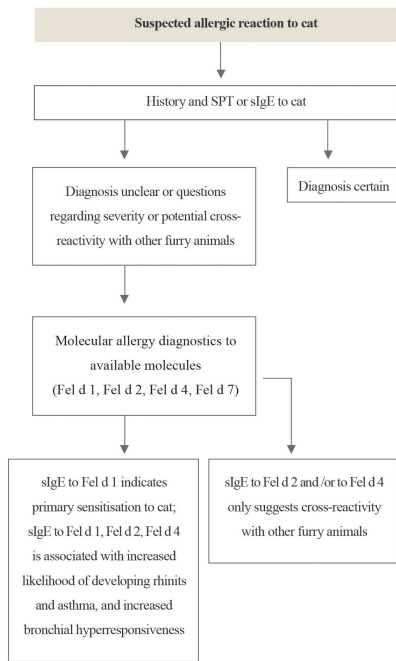 Suspected allergic reaction to cat
History and SPT or sIgE to cat
Diagnosis unclear or questions
regarding severity or potential cross-
reactivity with other furry animals
Diagnosis certain
Molecular allergy diagnostics to
available molecules
(Fel d 1, Fel d 2, Fel d 4, Fel d 7)
sIgE to Fel d 1 indicates
primary sensitisation to cat;
sIgE to Fel d 1, Fel d 2, Fel d 4
is associated with increased
likelihood of developing rhinits
and asthma, and increased
bronchial hyperresponsiveness
sIgE to Fel d 2 and /or to Fel d 4
only suggests cross-reactivity
with other furry animals